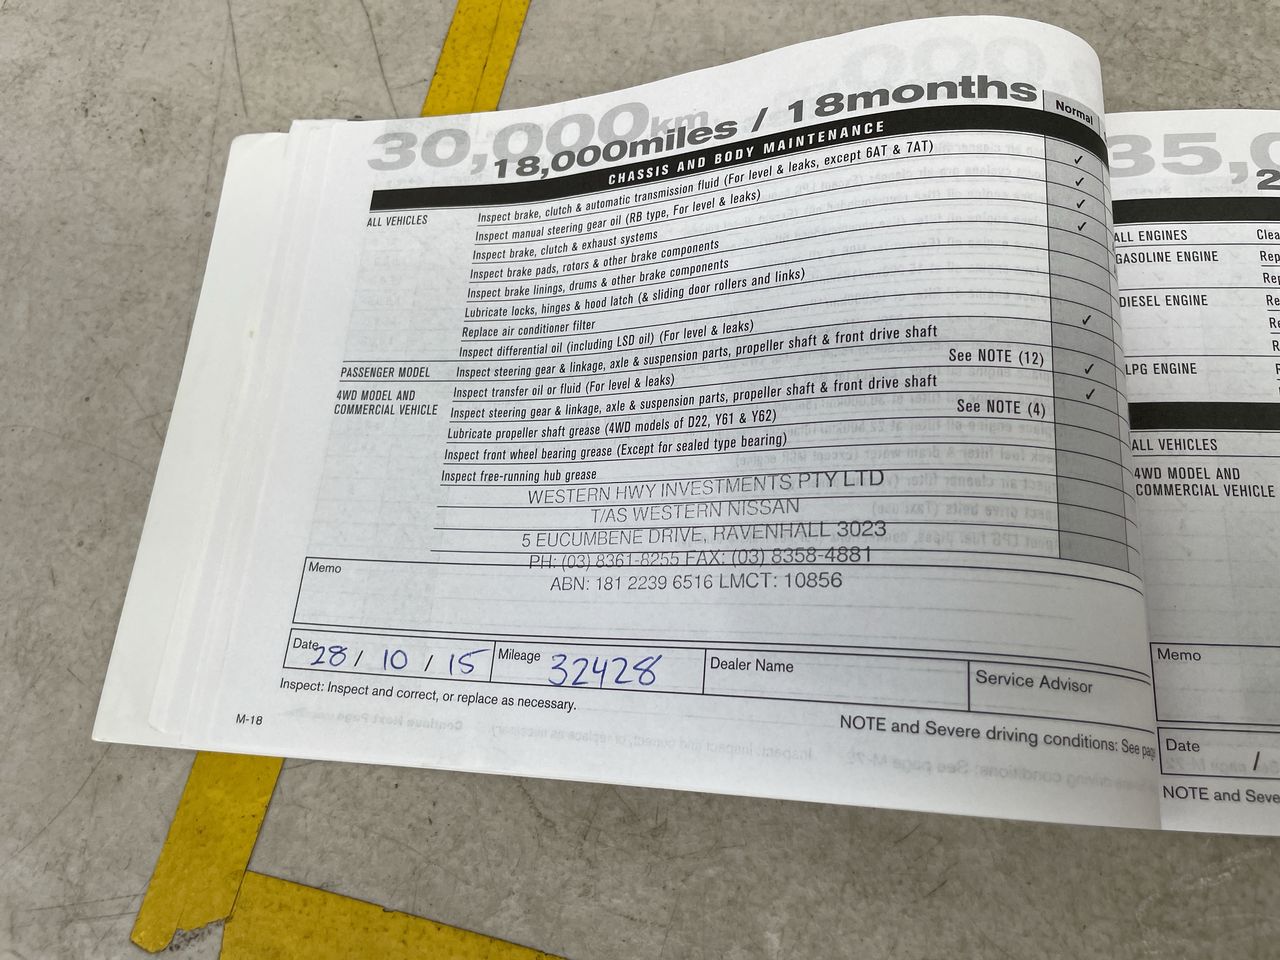 30,000km
18,000miles / 18months
Normal
CHASSIS AND BODY MAINTENANCE
ALL VEHICLES
Inspect brake, clutch & automatic transmission fluid (For level & leaks, except 6AT & 7AT) ✓
Inspect manual steering gear oil (RB type, For level & leaks) ✓
Inspect brake, clutch & exhaust systems ✓
Inspect brake pads, rotors & other brake components ✓
Inspect brake linings, drums & other brake components
Lubricate locks, hinges & hood latch (& sliding door rollers and links)
Replace air conditioner filter
Inspect differential oil (including LSD oil) (For level & leaks) ✓
PASSENGER MODEL
Inspect steering gear & linkage, axle & suspension parts, propeller shaft & front drive shaft
See NOTE (12)
4WD MODEL AND
COMMERCIAL VEHICLE
Inspect transfer oil or fluid (For level & leaks) ✓
Inspect steering gear & linkage, axle & suspension parts, propeller shaft & front drive shaft ✓
Lubricate propeller shaft grease (4WD models of D22, Y61 & Y62) See NOTE (4)
Inspect front wheel bearing grease (Except for sealed type bearing)
Inspect free-running hub grease
WESTERN HWY INVESTMENTS PTY LTD
T/AS WESTERN NISSAN
5 EUCUMBENE DRIVE, RAVENHALL 3023
PH: (03) 8361-8255 FAX: (03) 8358-4881
ABN: 181 2239 6516 LMCT: 10856
Memo
Date 28 / 10 / 15
Mileage 32428
Dealer Name
Service Advisor
Inspect: Inspect and correct, or replace as necessary.
M-18
NOTE and Severe driving conditions: See page
35,0
2
ALL ENGINES
Clea
GASOLINE ENGINE
Rep
Rep
DIESEL ENGINE
Re
Re
R
LPG ENGINE
R
ALL VEHICLES
4WD MODEL AND
COMMERCIAL VEHICLE
Memo
Date /
NOTE and Seve